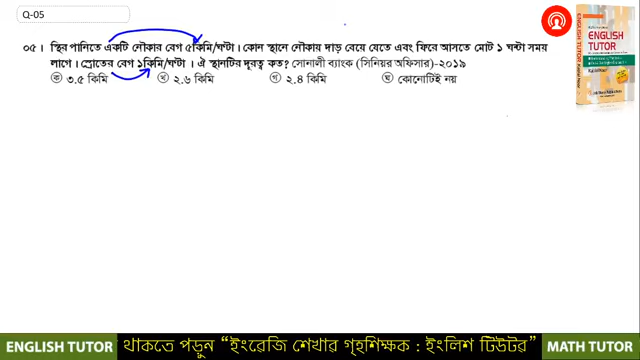 Q-05
০৫। স্থির পানিতে একটি নৌকার বেগ ৫কিমি/ঘন্টা। কোন স্থানে নৌকায় দাড় বেয়ে যেতে এবং ফিরে আসতে মোট ১ ঘন্টা সময়
লাগে। স্রোতের বেগ ১কিমি/ঘন্টা। ঐ স্থানটির দূরত্ব কত? সোনালী ব্যাংক (সিনিয়র অফিসার)-২০১৯
ক ৩.৫ কিমি খ ২.৬ কিমি গ ২.৪ কিমি ঘ কোনোটিই নয়
ENGLISH
TUTOR
ENGLISH TUTOR থাকতে পড়ুন “ইংরেজি শেখার গৃহশিক্ষক : ইংলিশ টিউটর” MATH TUTOR